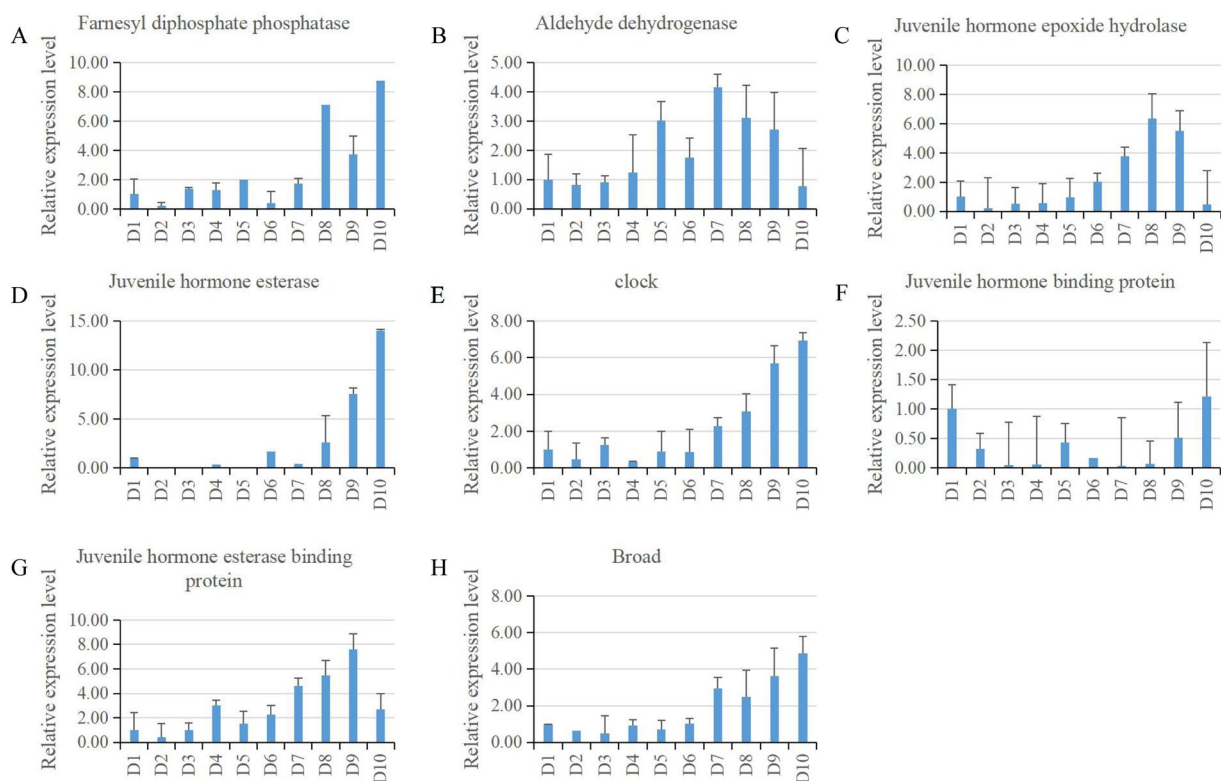 A
Farnesyl diphosphate phosphatase
Relative expression level
10.00
8.00
6.00
4.00
2.00
0.00
D1 D2 D3 D4 D5 D6 D7 D8 D9 D10
B
Aldehyde dehydrogenase
Relative expression level
5.00
4.00
3.00
2.00
1.00
0.00
D1 D2 D3 D4 D5 D6 D7 D8 D9 D10
C
Juvenile hormone epoxide hydrolase
Relative expression level
10.00
8.00
6.00
4.00
2.00
0.00
D1 D2 D3 D4 D5 D6 D7 D8 D9 D10
D
Juvenile hormone esterase
Relative expression level
15.00
10.00
5.00
0.00
D1 D2 D3 D4 D5 D6 D7 D8 D9 D10
E
clock
Relative expression level
8.00
6.00
4.00
2.00
0.00
D1 D2 D3 D4 D5 D6 D7 D8 D9 D10
F
Juvenile hormone binding protein
Relative expression level
2.50
2.00
1.50
1.00
0.50
0.00
D1 D2 D3 D4 D5 D6 D7 D8 D9 D10
G
Juvenile hormone esterase binding
protein
Relative expression level
10.00
8.00
6.00
4.00
2.00
0.00
D1 D2 D3 D4 D5 D6 D7 D8 D9 D10
H
Broad
Relative expression level
8.00
6.00
4.00
2.00
0.00
D1 D2 D3 D4 D5 D6 D7 D8 D9 D10